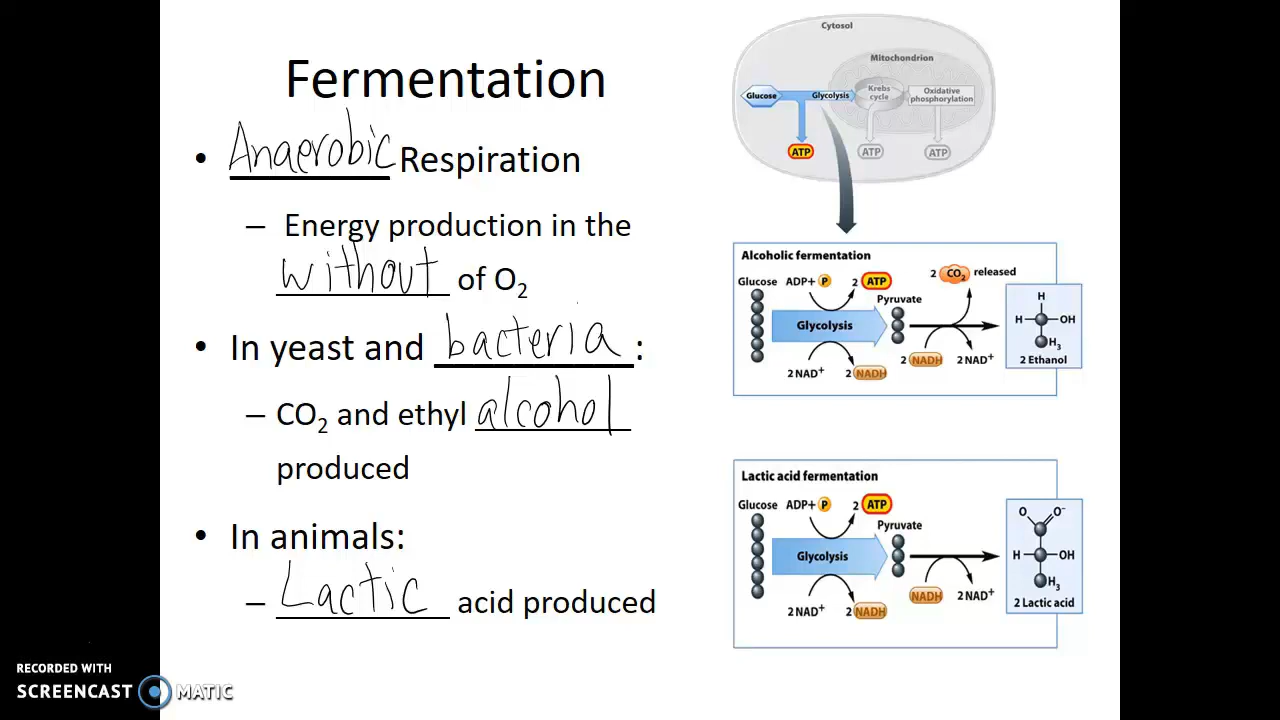 Fermentation
• Anaerobic Respiration
– Energy production in the
without of O₂
• In yeast and bacteria:
– CO₂ and ethyl alcohol
produced
• In animals:
– Lactic acid produced
Cytosol
Mitochondrion
Glucose Glycolysis Krebs cycle Oxidative phosphorylation
ATP ATP ATP
Alcoholic fermentation
Glucose ADP+ P 2 ATP
2 CO₂ released
Pyruvate
Glycolysis
2 NAD⁺ 2 NADH
2 NADH 2 NAD⁺
H
H OH
H₃
2 Ethanol
Lactic acid fermentation
Glucose ADP+ P 2 ATP
Pyruvate
Glycolysis
2 NAD⁺ 2 NADH
NADH 2 NAD⁺
O O⁻
H OH
H₃
2 Lactic acid
RECORDED WITH
SCREENCAST MATIC